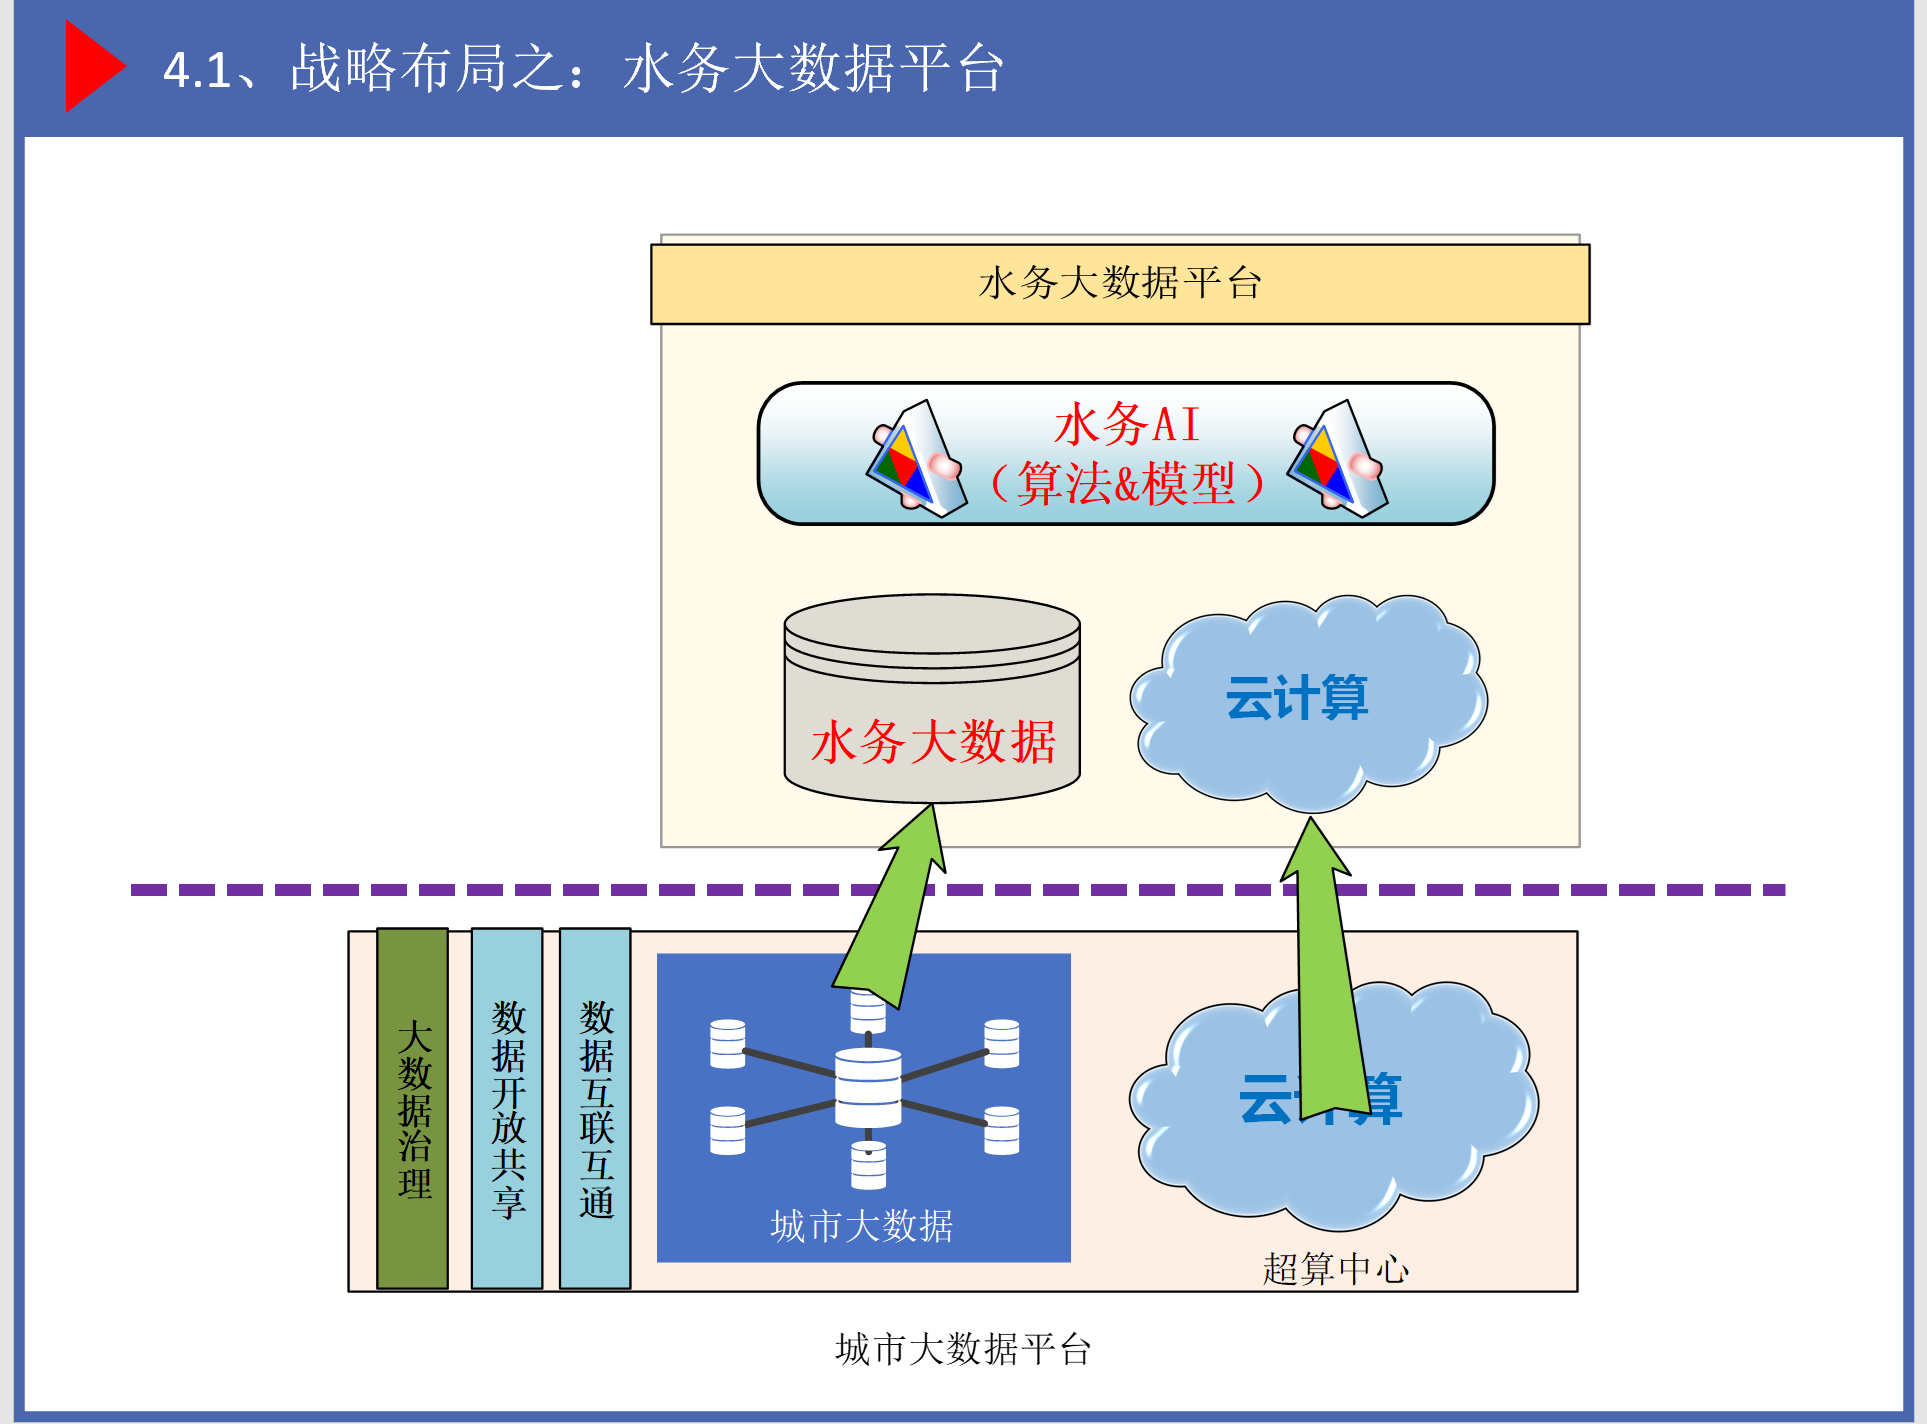 4.1、战略布局之：水务大数据平台
水务大数据平台
水务AI
（算法&模型）
水务大数据
云计算
大数据治理
数据开放共享
数据互联互通
城市大数据
云计算
超算中心
城市大数据平台